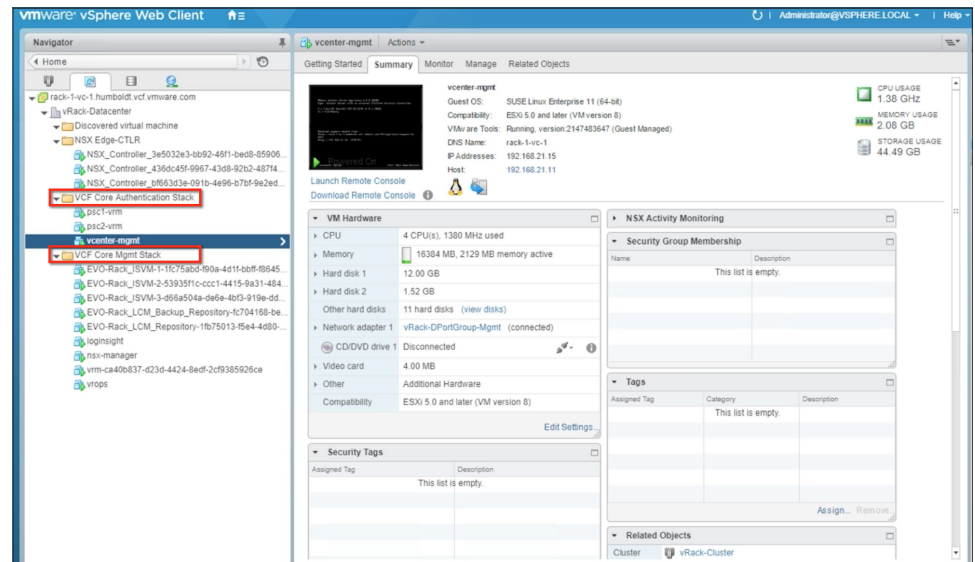 vmware® vSphere Web Client
Administrator@VSPHERE.LOCAL
Help
Navigator
Home
rack-1-vc-1.humboldt.vcf.vmware.com
vRack-Datacenter
Discovered virtual machine
NSX Edge-CTLR
NSX_Controller_3e5032e3-bb92-46f1-bed8-85906...
NSX_Controller_436dc45f-9967-43d8-92b2-487f4...
NSX_Controller_bf663d3e-091b-4e96-b7bf-9e2ed...
VCF Core Authentication Stack
psc1-vrm
psc2-vrm
vcenter-mgmt
VCF Core Mgmt Stack
EVO-Rack_ISVM-1-1fc75abd-f90a-4d1f-bbff-f8645...
EVO-Rack_ISVM-2-53935f1c-ccc1-4415-9a31-484...
EVO-Rack_ISVM-3-d66a504a-de6e-4bf3-919e-dd...
EVO-Rack_LCM_Backup_Repository-fc704168-be...
EVO-Rack_LCM_Repository-1fb75013-f5e4-4d80-...
loginsight
nsx-manager
vrm-ca40b837-d23d-4424-8edf-2cf9385926ce
vrops
vcenter-mgmt Actions
Getting Started Summary Monitor Manage Related Objects
Powered On
Launch Remote Console
Download Remote Console
vcenter-mgmt
Guest OS: SUSE Linux Enterprise 11 (64-bit)
Compatibility: ESXi 5.0 and later (VM version 8)
VMware Tools: Running, version:2147483647 (Guest Managed)
DNS Name: rack-1-vc-1
IP Addresses: 192.168.21.15
Host: 192.168.21.11
CPU USAGE
1.38 GHz
MEMORY USAGE
2.08 GB
STORAGE USAGE
44.49 GB
VM Hardware
CPU 4 CPU(s), 1380 MHz used
Memory 16384 MB, 2129 MB memory active
Hard disk 1 12.00 GB
Hard disk 2 1.52 GB
Other hard disks 11 hard disks (view disks)
Network adapter 1 vRack-DPortGroup-Mgmt (connected)
CD/DVD drive 1 Disconnected
Video card 4.00 MB
Other Additional Hardware
Compatibility ESXi 5.0 and later (VM version 8)
Edit Settings...
Security Tags
Assigned Tag Description
This list is empty.
NSX Activity Monitoring
Security Group Membership
Name Description
This list is empty.
Tags
Assigned Tag Category Description
This list is empty.
Assign... Remove...
Related Objects
Cluster vRack-Cluster